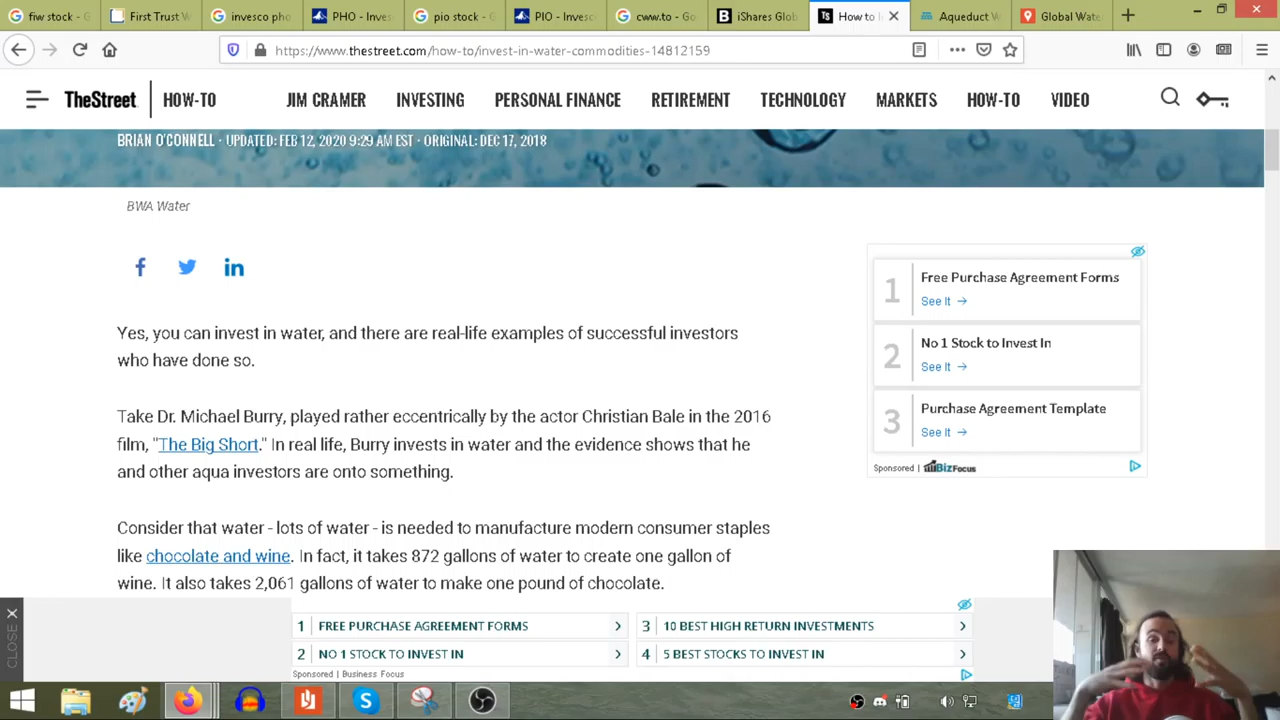 fiw stock - G
First Trust W
invesco pho
PHO - Inves
pio stock - G
PIO - Invesc
cww.to - Go
iShares Glob
How to I
Aqueduct W
Global Wate
https://www.thestreet.com/how-to/invest-in-water-commodities-14812159
TheStreet
HOW-TO
JIM CRAMER
INVESTING
PERSONAL FINANCE
RETIREMENT
TECHNOLOGY
MARKETS
HOW-TO
VIDEO
BRIAN O'CONNELL · UPDATED: FEB 12, 2020 9:29 AM EST · ORIGINAL: DEC 17, 2018
BWA Water
Yes, you can invest in water, and there are real-life examples of successful investors
who have done so.
Take Dr. Michael Burry, played rather eccentrically by the actor Christian Bale in the 2016
film, "The Big Short." In real life, Burry invests in water and the evidence shows that he
and other aqua investors are onto something.
Consider that water - lots of water - is needed to manufacture modern consumer staples
like chocolate and wine. In fact, it takes 872 gallons of water to create one gallon of
wine. It also takes 2,061 gallons of water to make one pound of chocolate.
1 Free Purchase Agreement Forms
See It →
2 No 1 Stock to Invest In
See It →
3 Purchase Agreement Template
See It →
Sponsored | BizFocus
CLOSE
1 FREE PURCHASE AGREEMENT FORMS
2 NO 1 STOCK TO INVEST IN
3 10 BEST HIGH RETURN INVESTMENTS
4 5 BEST STOCKS TO INVEST IN
Sponsored | Business Focus